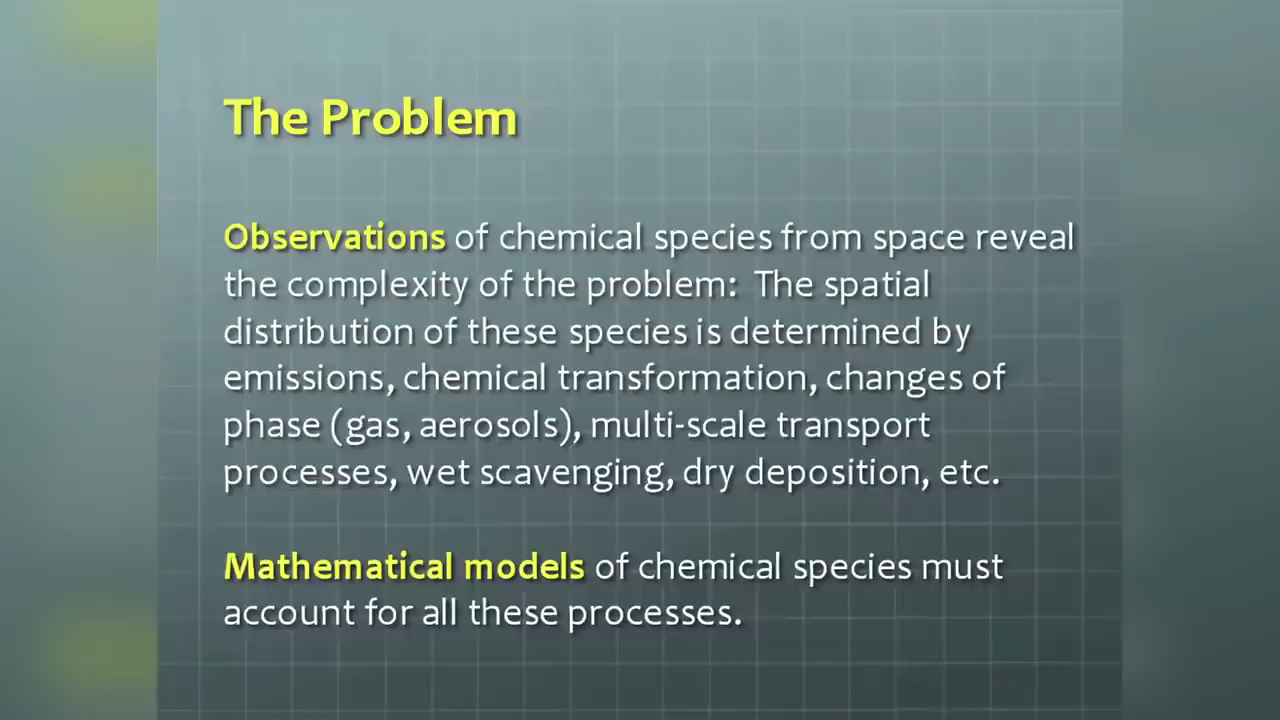 The Problem
Observations of chemical species from space reveal
the complexity of the problem: The spatial
distribution of these species is determined by
emissions, chemical transformation, changes of
phase (gas, aerosols), multi-scale transport
processes, wet scavenging, dry deposition, etc.
Mathematical models of chemical species must
account for all these processes.